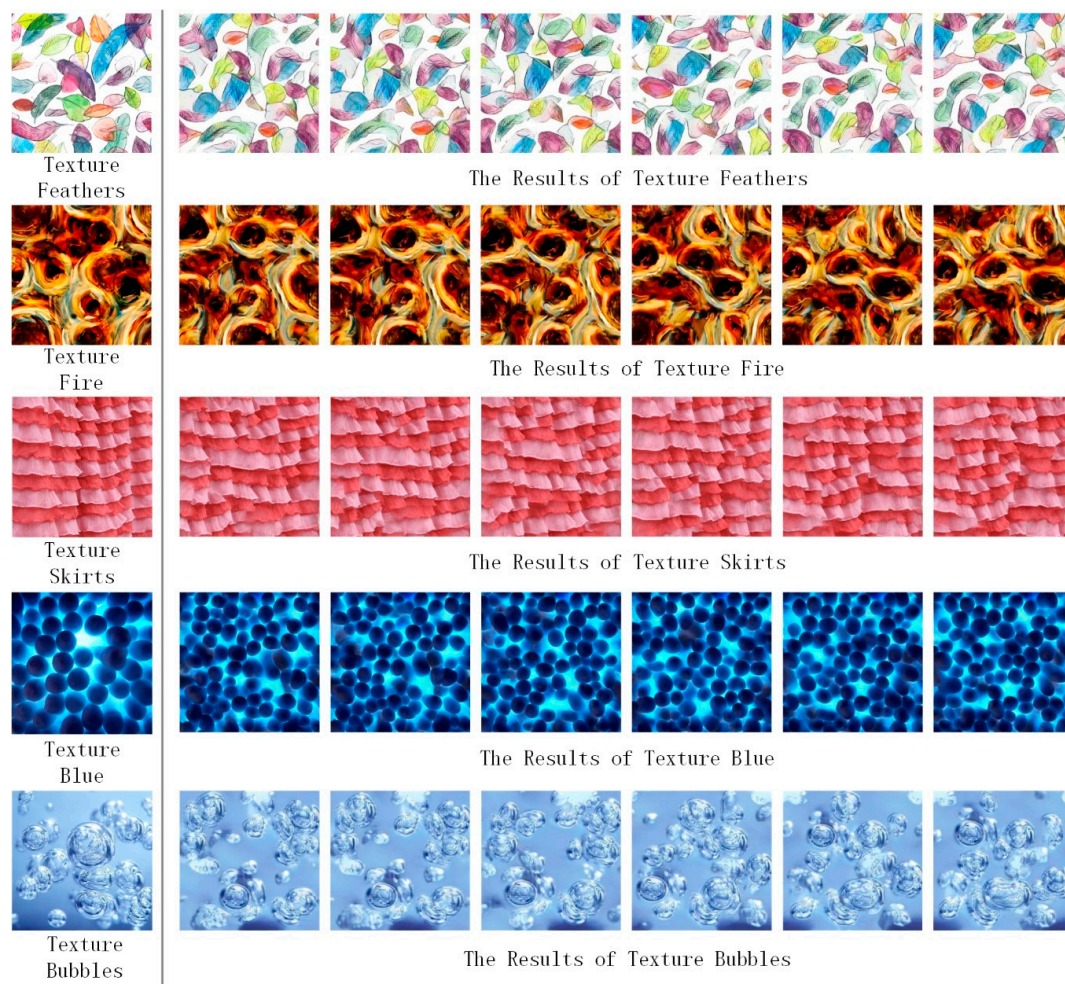 Texture
Feathers
The Results of Texture Feathers
Texture
Fire
The Results of Texture Fire
Texture
Skirts
The Results of Texture Skirts
Texture
Blue
The Results of Texture Blue
Texture
Bubbles
The Results of Texture Bubbles